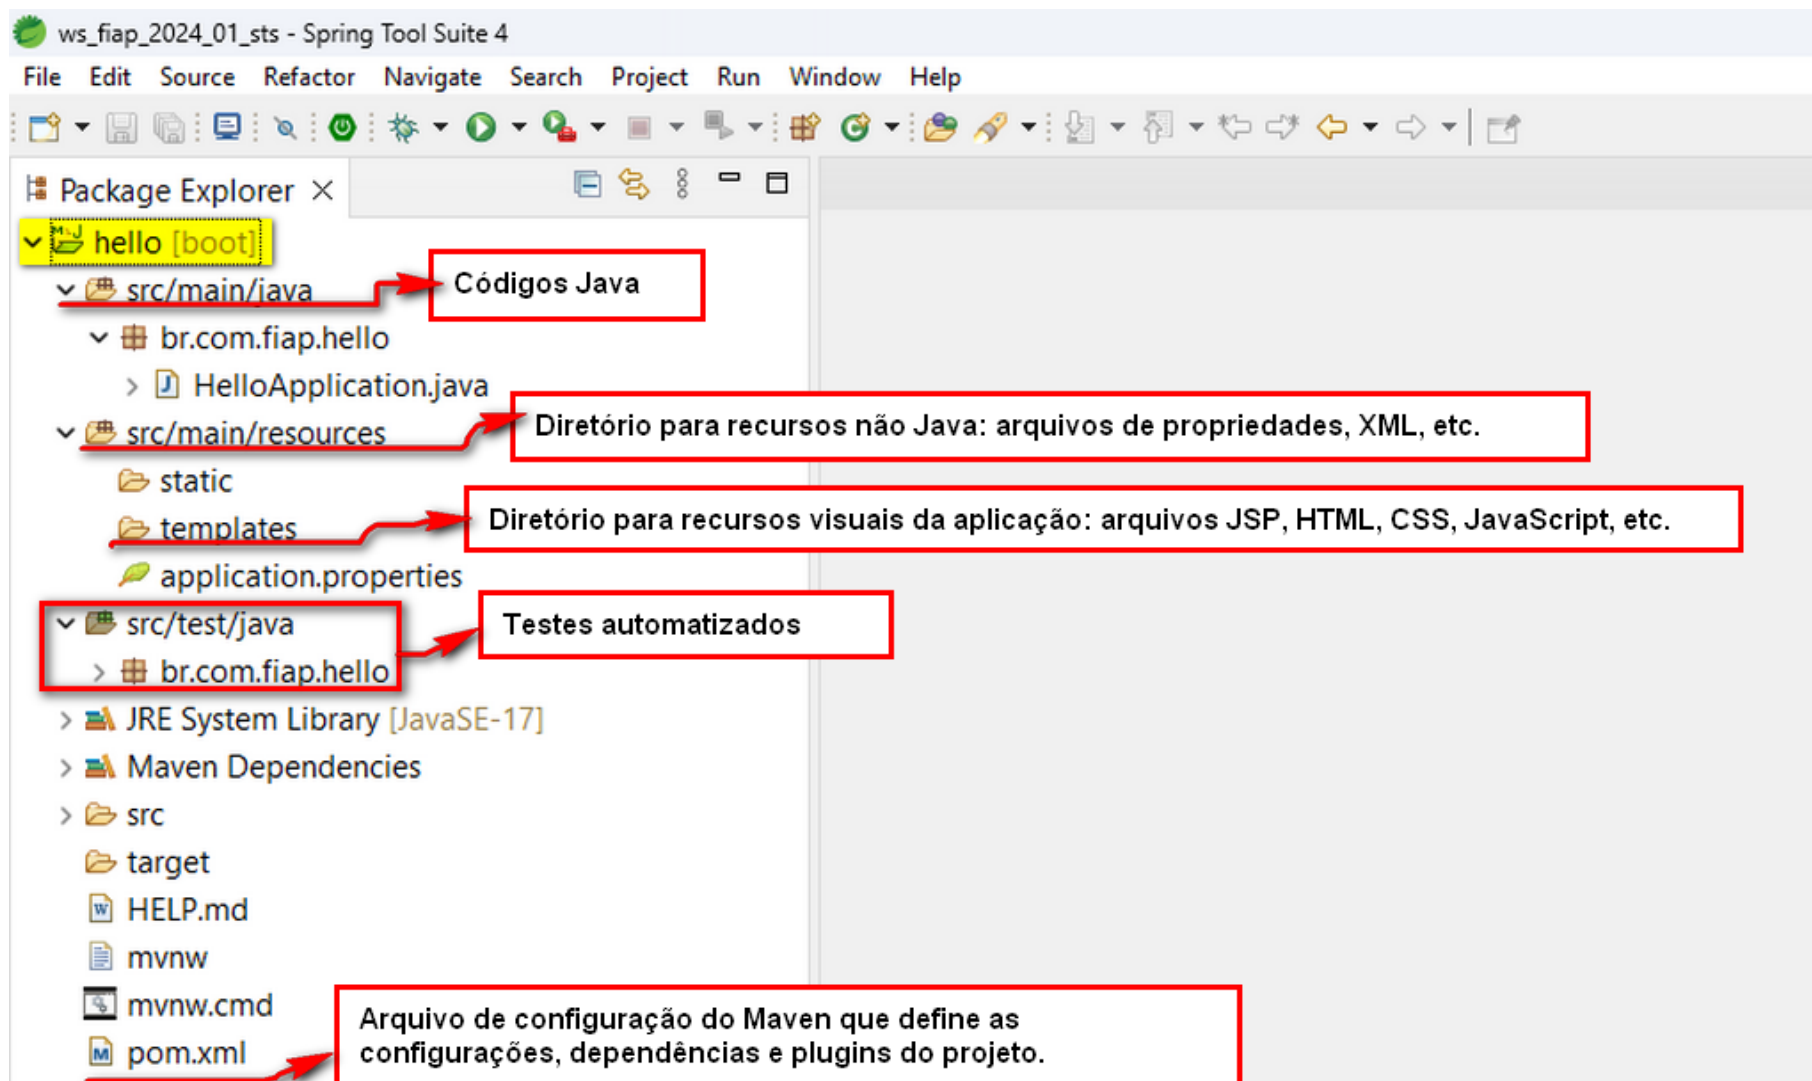 ws_fiap_2024_01_sts - Spring Tool Suite 4
File Edit Source Refactor Navigate Search Project Run Window Help
Package Explorer
hello [boot]
src/main/java
Códigos Java
br.com.fiap.hello
HelloApplication.java
src/main/resources
Diretório para recursos não Java: arquivos de propriedades, XML, etc.
static
templates
Diretório para recursos visuais da aplicação: arquivos JSP, HTML, CSS, JavaScript, etc.
application.properties
src/test/java
Testes automatizados
br.com.fiap.hello
JRE System Library [JavaSE-17]
Maven Dependencies
src
target
HELP.md
mvnw
mvnw.cmd
pom.xml
Arquivo de configuração do Maven que define as
configurações, dependências e plugins do projeto.